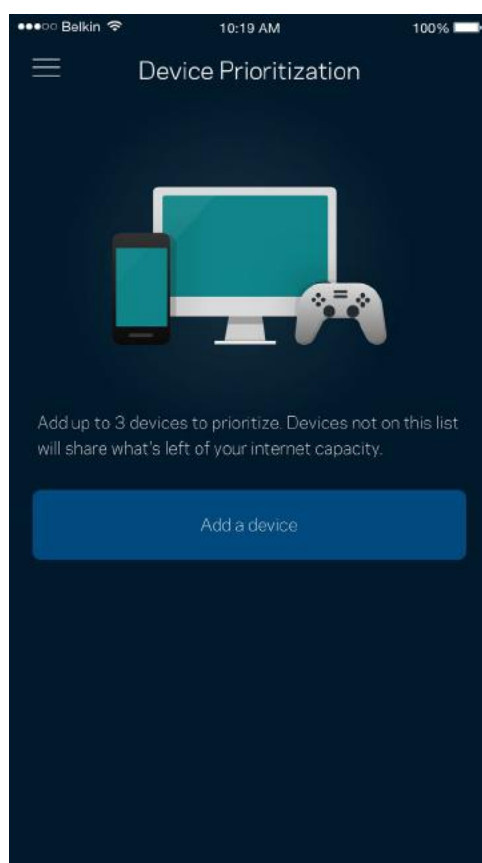 Belkin 10:19 AM 100%
Device Prioritization
Add up to 3 devices to prioritize. Devices not on this list
will share what's left of your internet capacity.
Add a device